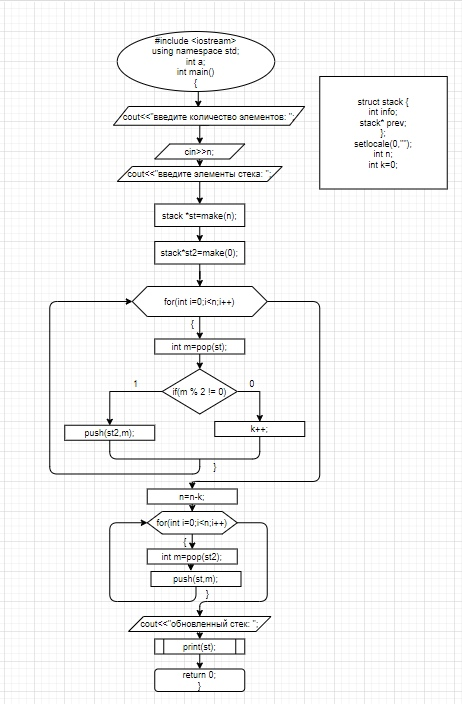 #include <iostream>
using namespace std;
int a;
int main()
{
struct stack {
int info;
stack* prev;
};
setlocale(0,"");
int n;
int k=0;
cout<<"введите количество элементов: ";
cin>>n;
cout<<"введите элементы стека: ";
stack *st=make(n);
stack*st2=make(0);
for(int i=0;i<n;i++)
{
int m=pop(st);
if(m % 2 != 0)
1
0
push(st2,m);
k++;
}
n=n-k;
for(int i=0;i<n;i++)
{
int m=pop(st2);
push(st,m);
}
cout<<"обновленный стек: ";
print(st);
return 0;
}